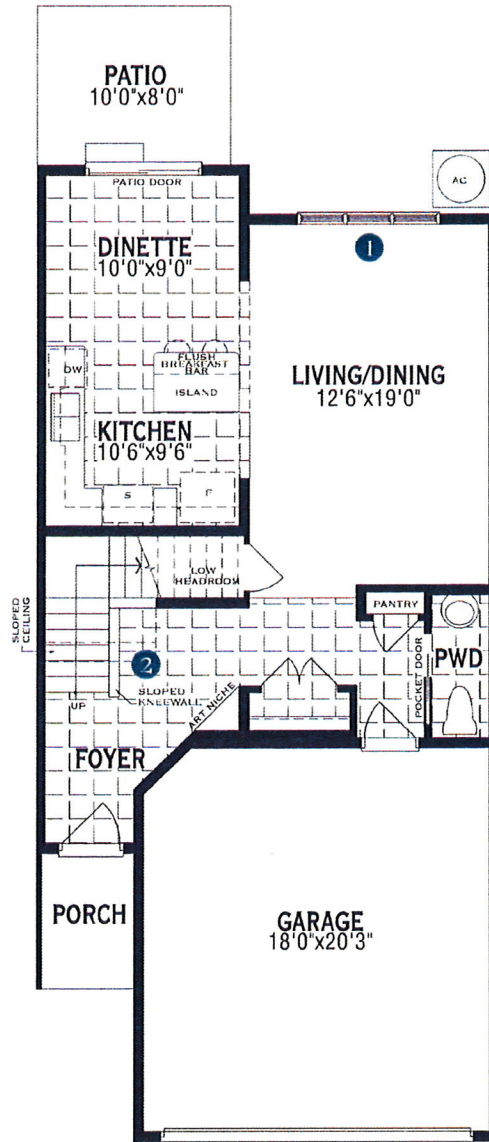 PATIO
10'0"x8'0"
AC
PATIO DOOR
1
DINETTE
10'0"x9'0"
FLUSH
BREAKFAST
BAR
ISLAND
DW
LIVING/DINING
12'6"x19'0"
KITCHEN
10'6"x9'6"
S
F
LOW
HEADROOM
SLOPED
CEILING
PANTRY
2
PWD
POCKET DOOR
SLOPED
KNEEWALL
UP
ART NICHE
FOYER
PORCH
GARAGE
18'0"x20'3"